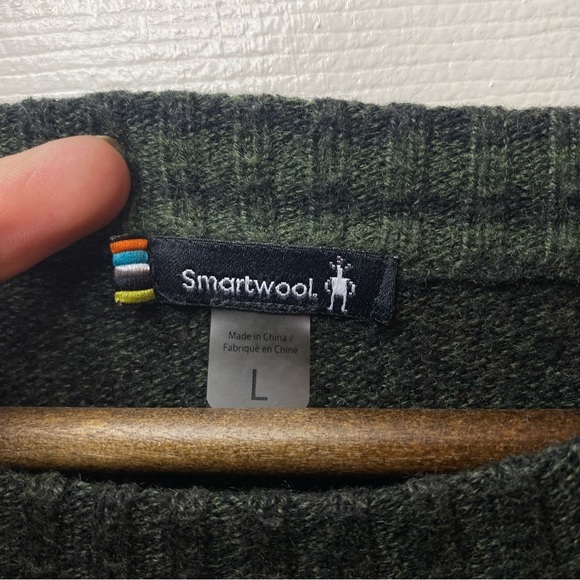 Smartwool
Made in China /
Fabriqué en Chine
L